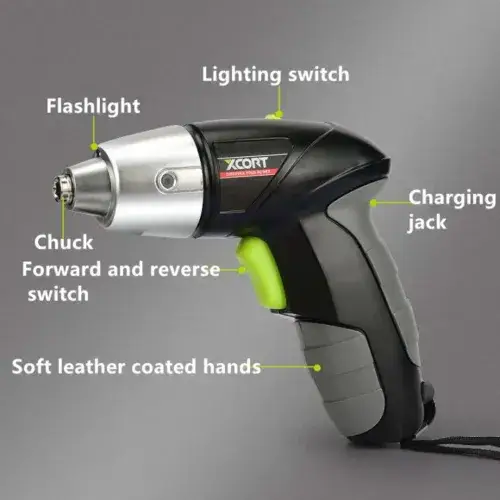 Lighting switch
Flashlight
XCORT
Charging
jack
Chuck
Forward and reverse
switch
Soft leather coated hands